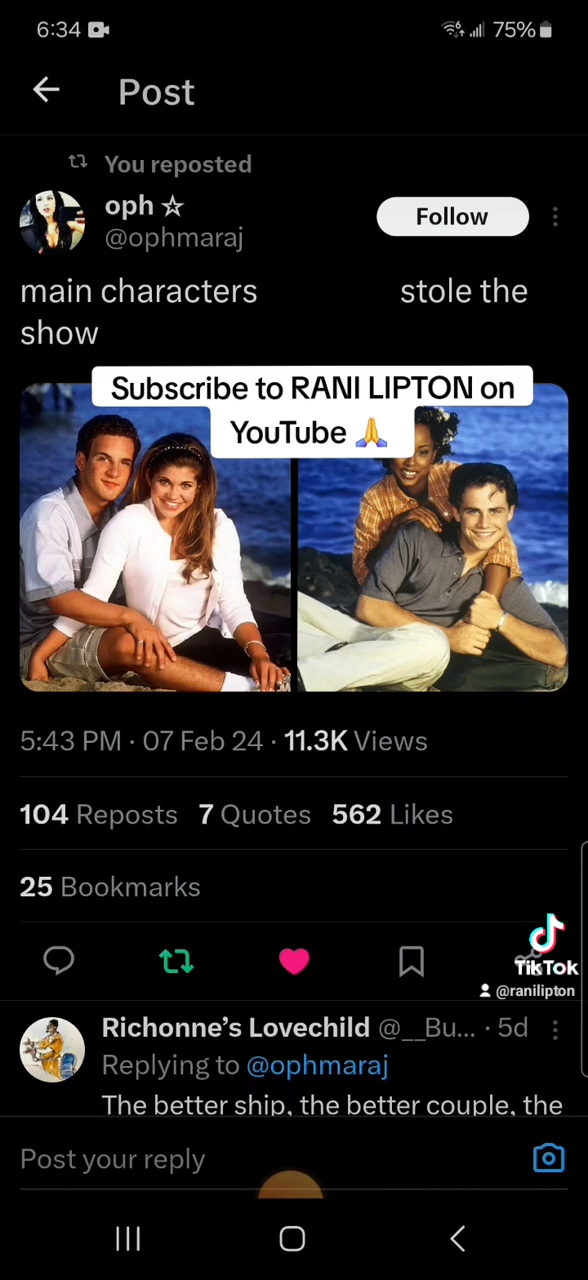 6:34 75%
Post
You reposted
oph ☆
@ophmaraj
Follow
main characters stole the
show
Subscribe to RANI LIPTON on
YouTube 🙏
5:43 PM · 07 Feb 24 · 11.3K Views
104 Reposts 7 Quotes 562 Likes
25 Bookmarks
TikTok
@ranilipton
Richonne's Lovechild @__Bu... · 5d
Replying to @ophmaraj
The better ship, the better couple, the
Post your reply